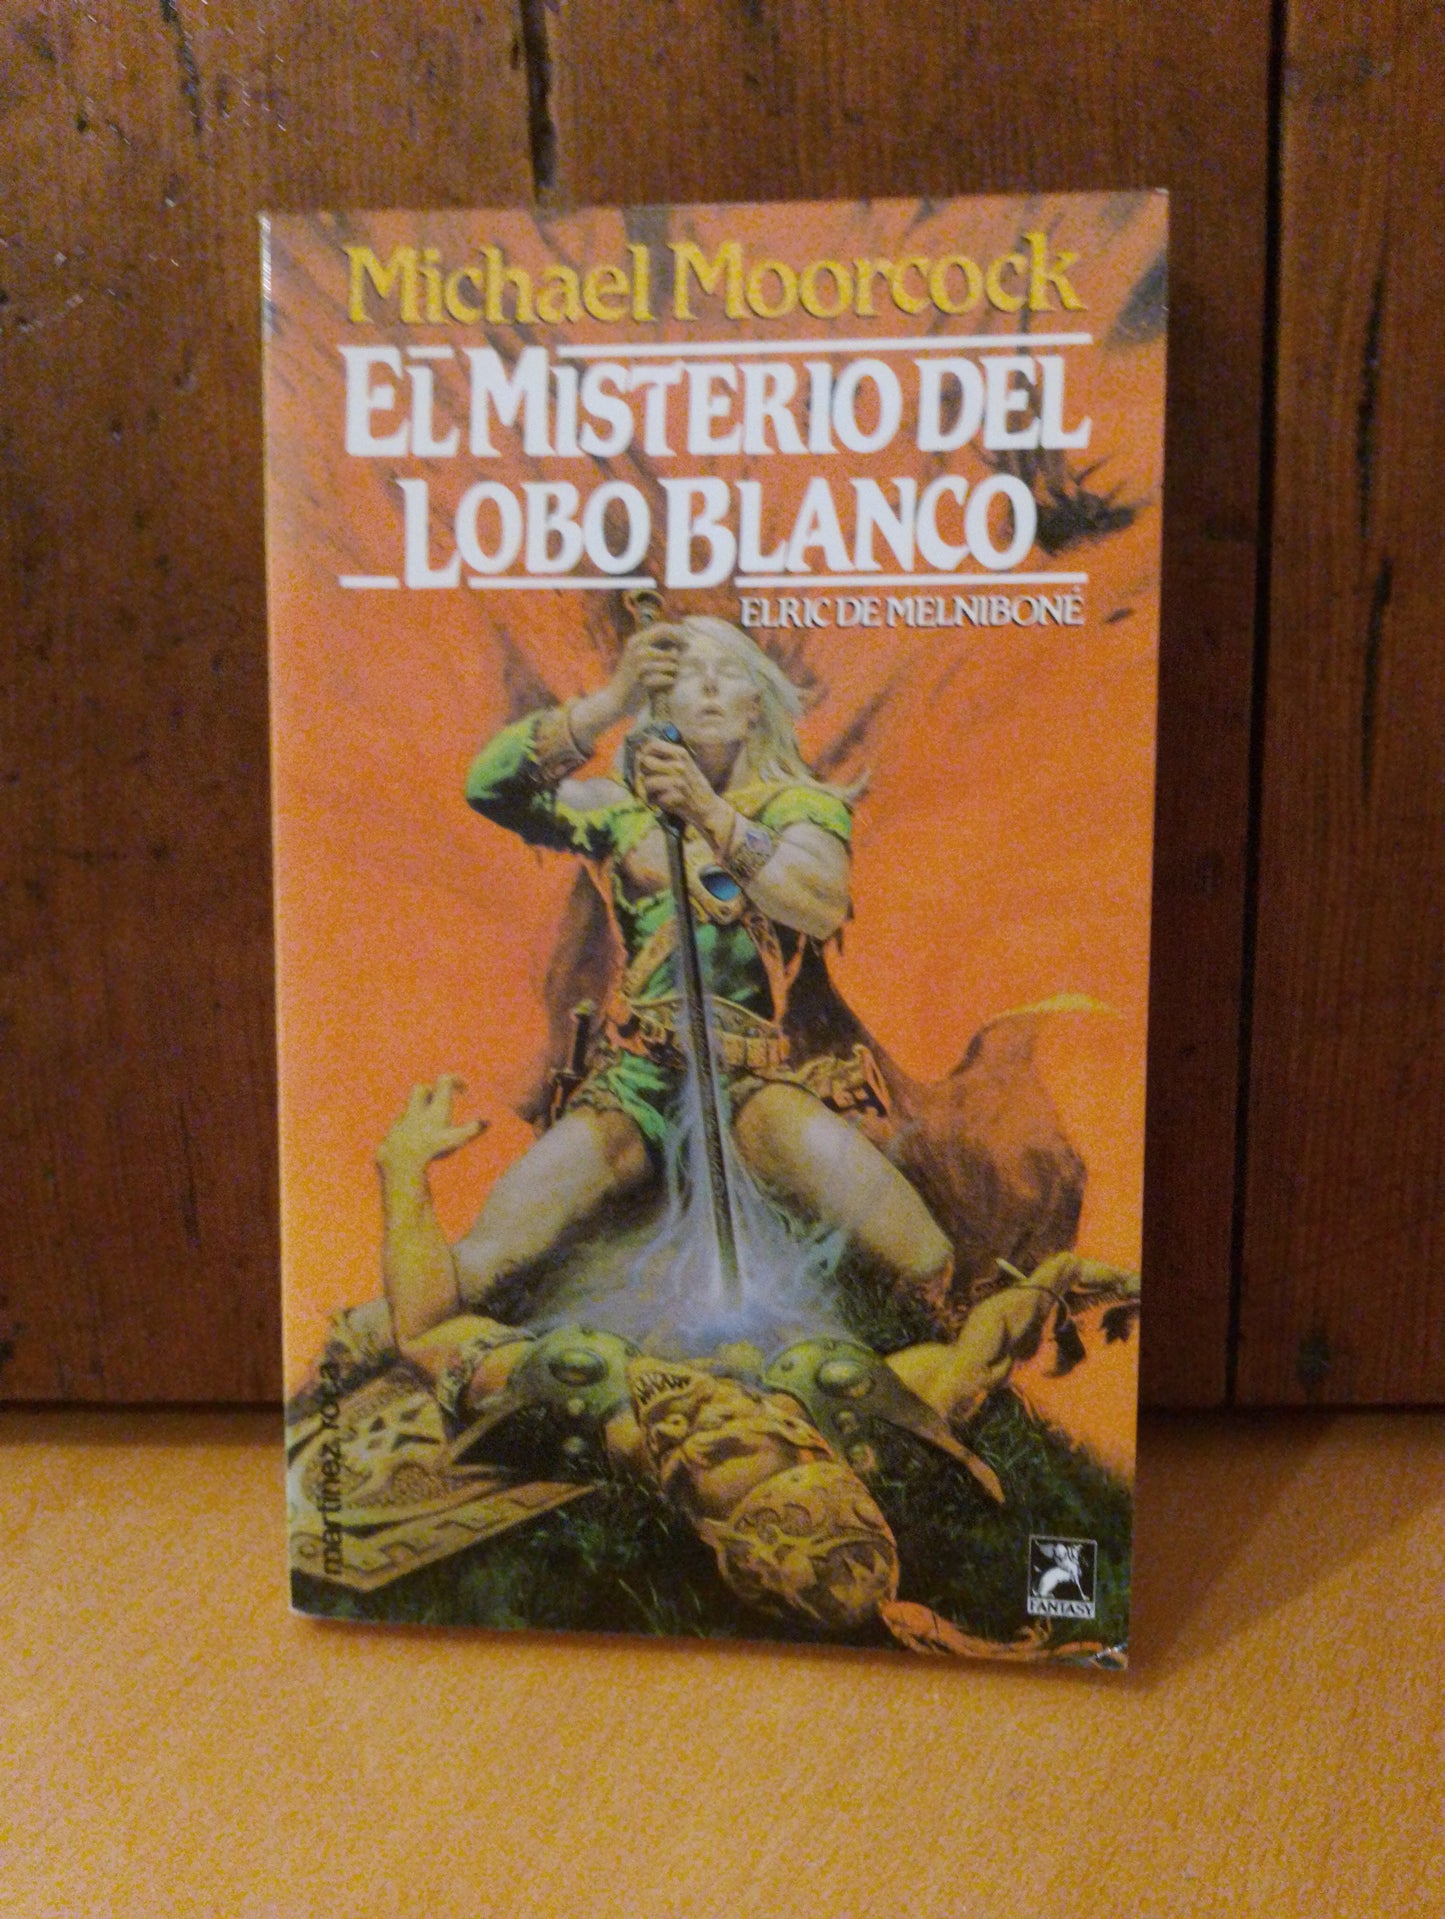 Michael Moorcock
EL MISTERIO DEL
LOBO BLANCO
ELRIC DE MELNIBONÉ
martínez roca
FANTASY